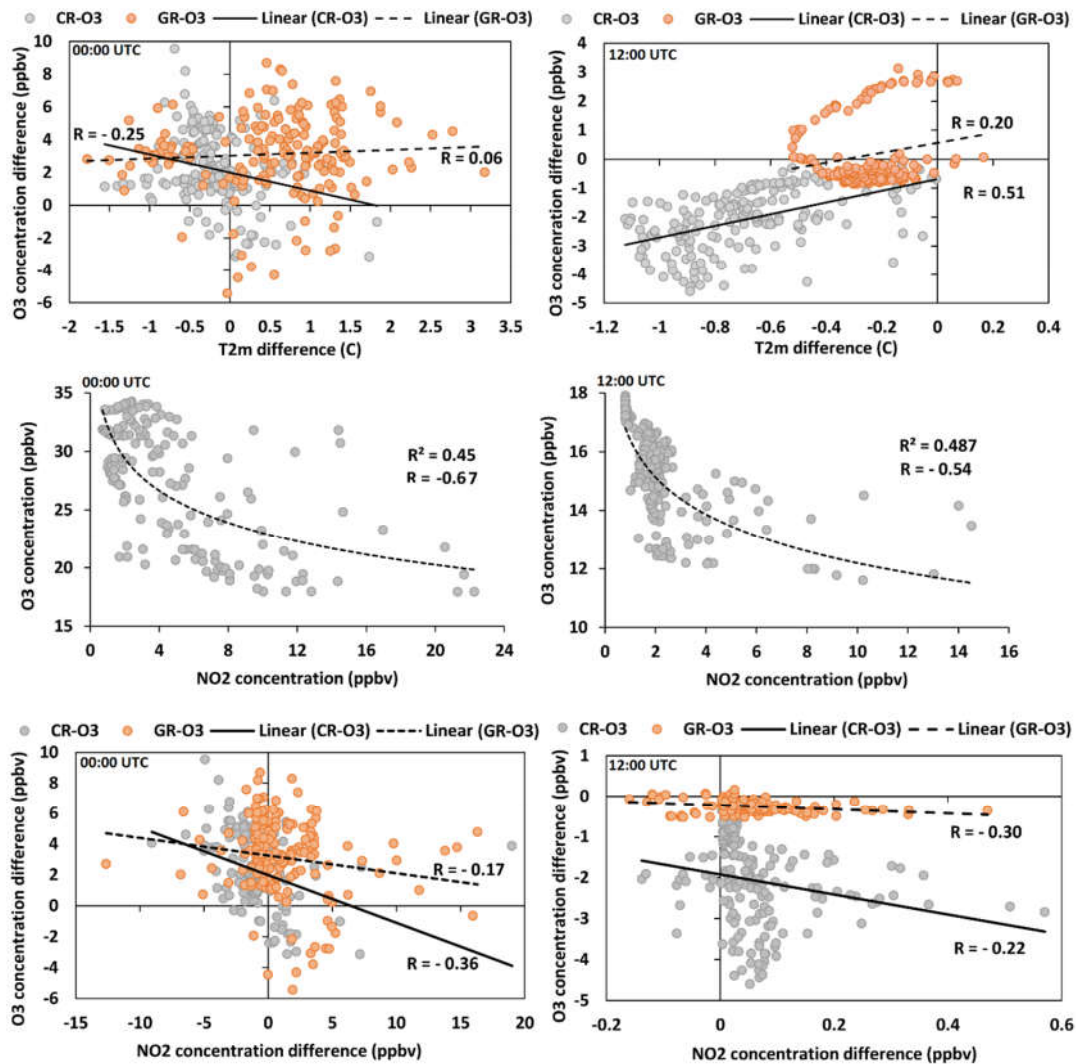 CR-O3 GR-O3 Linear (CR-O3) Linear (GR-O3)
00:00 UTC
O3 concentration difference (ppbv)
10
8
6
4
2
0
-2
-4
-6
R = - 0.25
R = 0.06
-2 -1.5 -1 -0.5 0 0.5 1 1.5 2 2.5 3 3.5
T2m difference (C)
CR-O3 GR-O3 Linear (CR-O3) Linear (GR-O3)
12:00 UTC
O3 concenration difference (ppbv)
4
3
2
1
0
-1
-2
-3
-4
-5
R = 0.20
R = 0.51
-1.2 -1 -0.8 -0.6 -0.4 -0.2 0 0.2 0.4
T2m difference (C)
00:00 UTC
O3 concentration (ppbv)
35
30
25
20
15
R² = 0.45
R = -0.67
0 4 8 12 16 20 24
NO2 concentration (ppbv)
12:00 UTC
O3 concentration (ppbv)
18
16
14
12
10
R² = 0.487
R = - 0.54
0 2 4 6 8 10 12 14 16
NO2 concentration (ppbv)
CR-O3 GR-O3 Linear (CR-O3) Linear (GR-O3)
00:00 UTC
O3 concentration difference (ppbv)
10
8
6
4
2
0
-2
-4
-6
R = - 0.17
R = - 0.36
-15 -10 -5 0 5 10 15 20
NO2 concentration difference (ppbv)
CR-O3 GR-O3 Linear (CR-O3) Linear (GR-O3)
12:00 UTC
O3 concentration difference (ppbv)
1
0
-1
-2
-3
-4
-5
R = - 0.30
R = - 0.22
-0.2 0 0.2 0.4 0.6
NO2 concentration difference (ppbv)